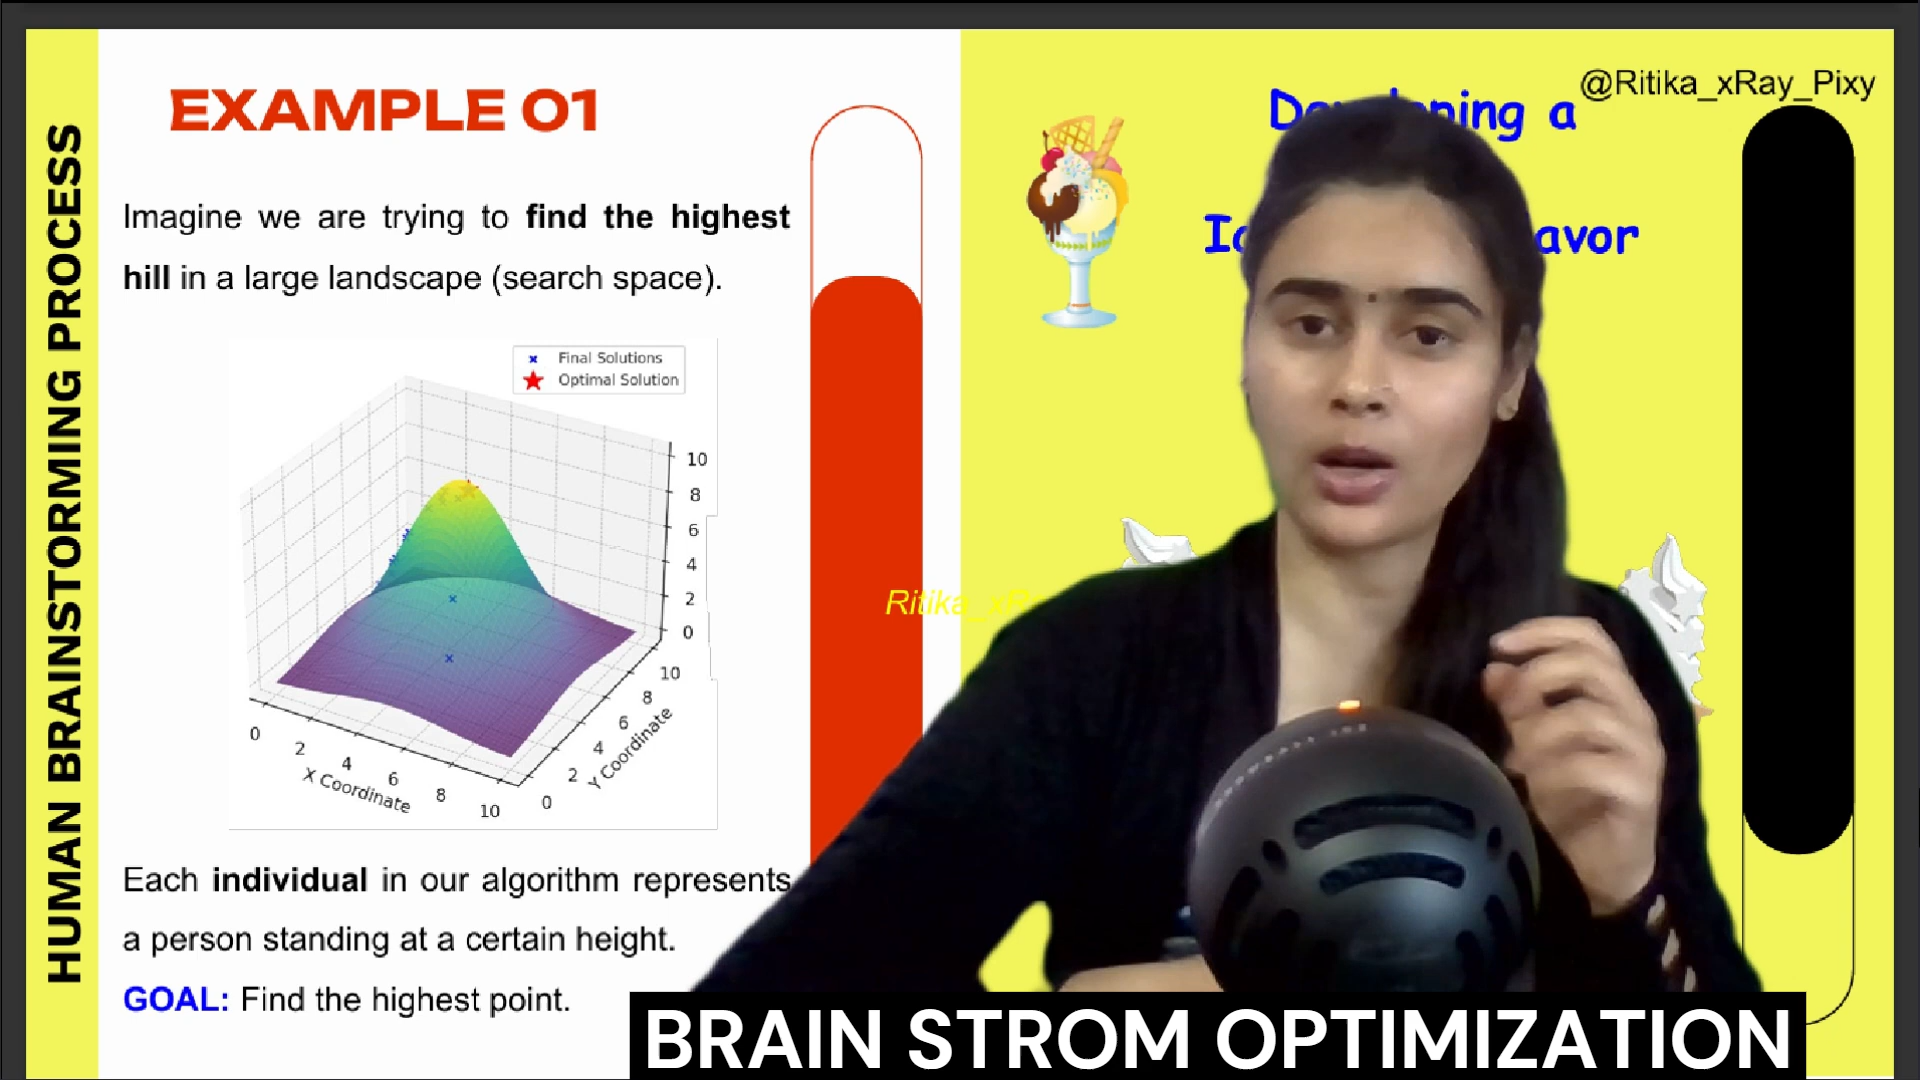 HUMAN BRAINSTORMING PROCESS
EXAMPLE 01
Imagine we are trying to find the highest
hill in a large landscape (search space).
Final Solutions
Optimal Solution
10
8
6
4
2
0
10
8
6
4
2
0
Y Coordinate
0
2
4
6
8
10
X Coordinate
Each individual in our algorithm represents
a person standing at a certain height.
GOAL: Find the highest point.
@Ritika_xRay_Pixy
a
BRAIN STROM OPTIMIZATION